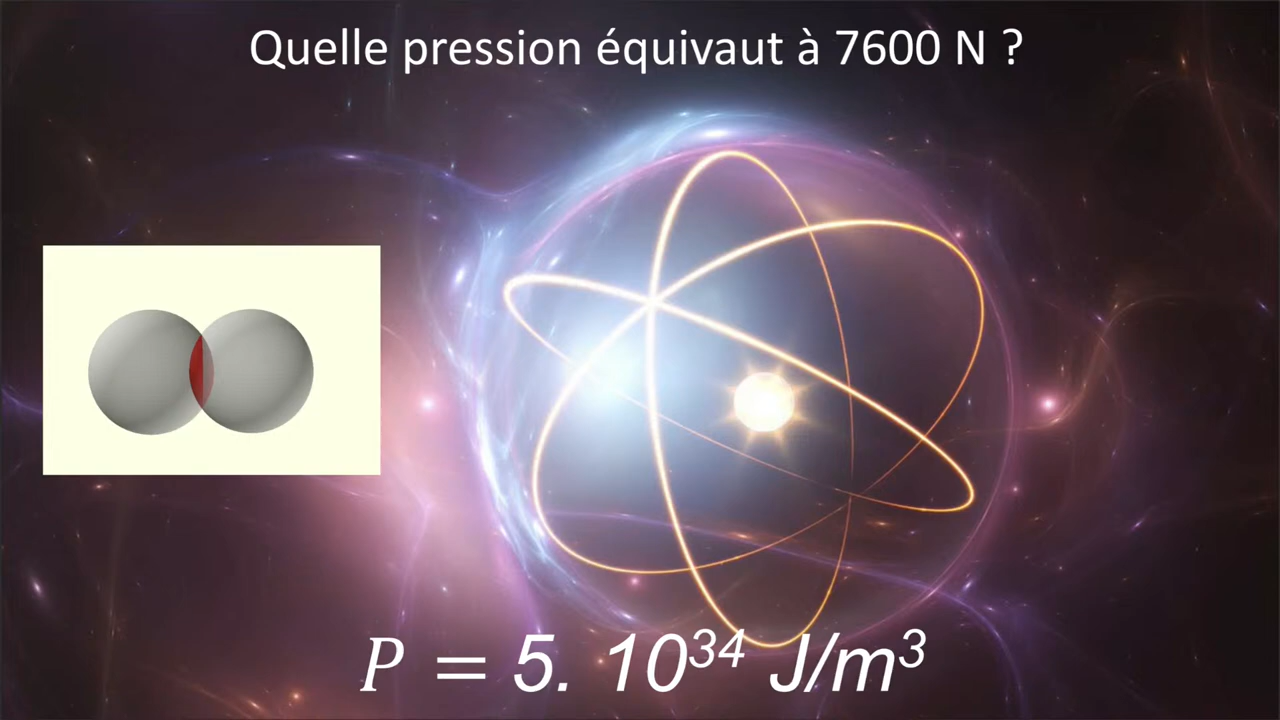 Quelle pression équivaut à 7600 N ?
P = 5. 10³⁴ J/m³